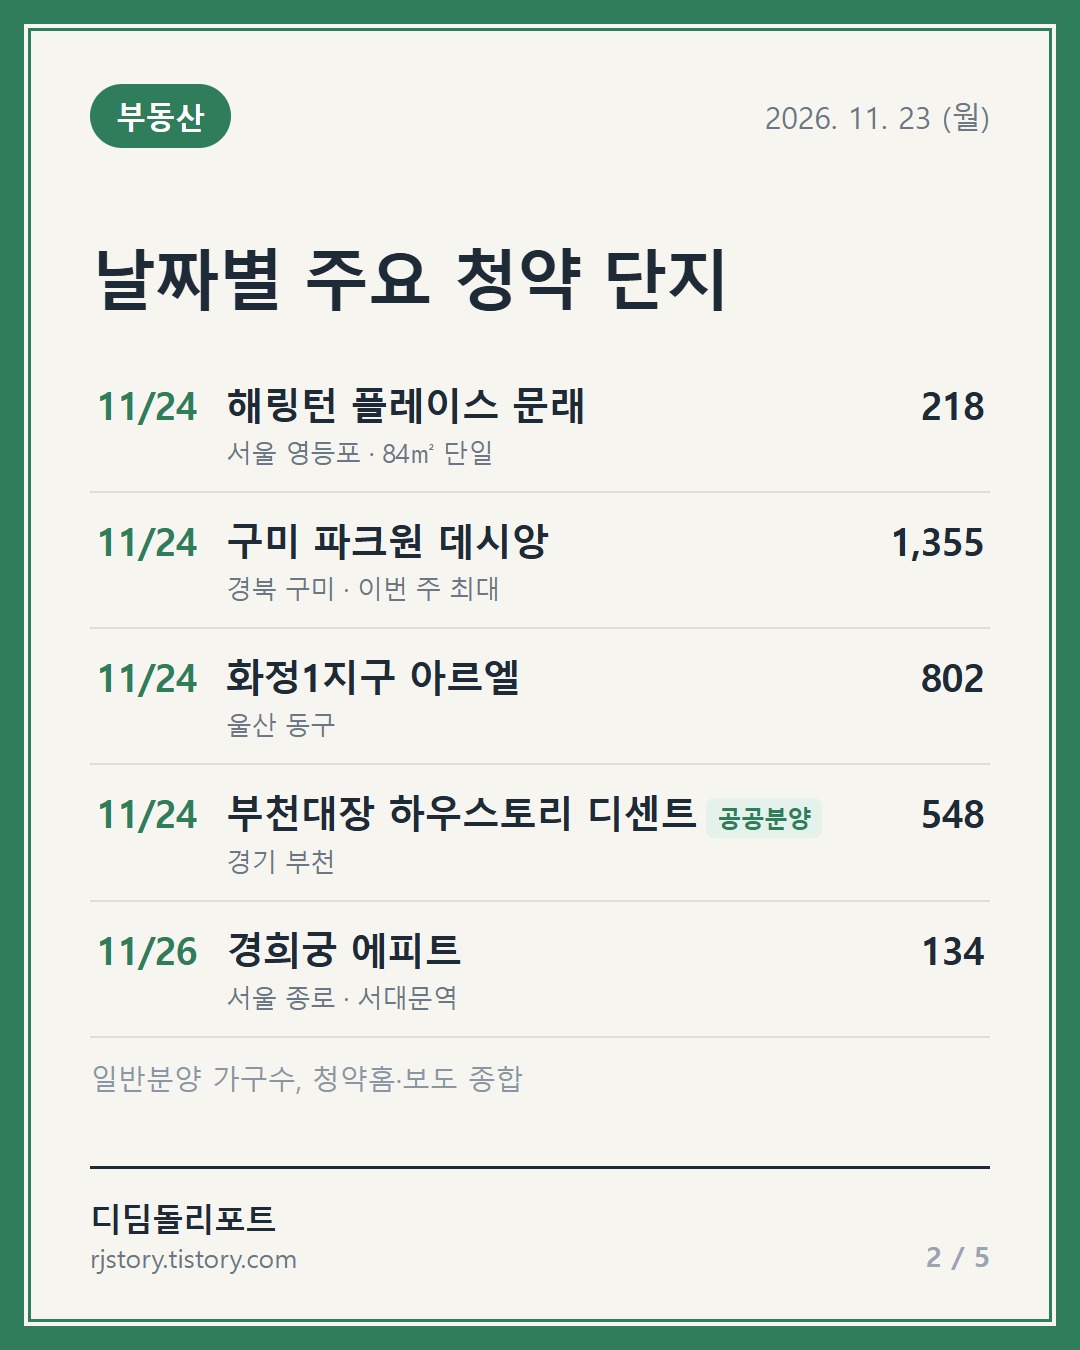 부동산
2026. 11. 23 (월)
날짜별 주요 청약 단지
11/24 해링턴 플레이스 문래 218
서울 영등포 · 84㎡ 단일
11/24 구미 파크원 데시앙 1,355
경북 구미 · 이번 주 최대
11/24 화정1지구 아르엘 802
울산 동구
11/24 부천대장 하우스토리 디센트 공공분양 548
경기 부천
11/26 경희궁 에피트 134
서울 종로 · 서대문역
일반분양 가구수, 청약홈·보도 종합
디딤돌리포트
rjstory.tistory.com
2 / 5